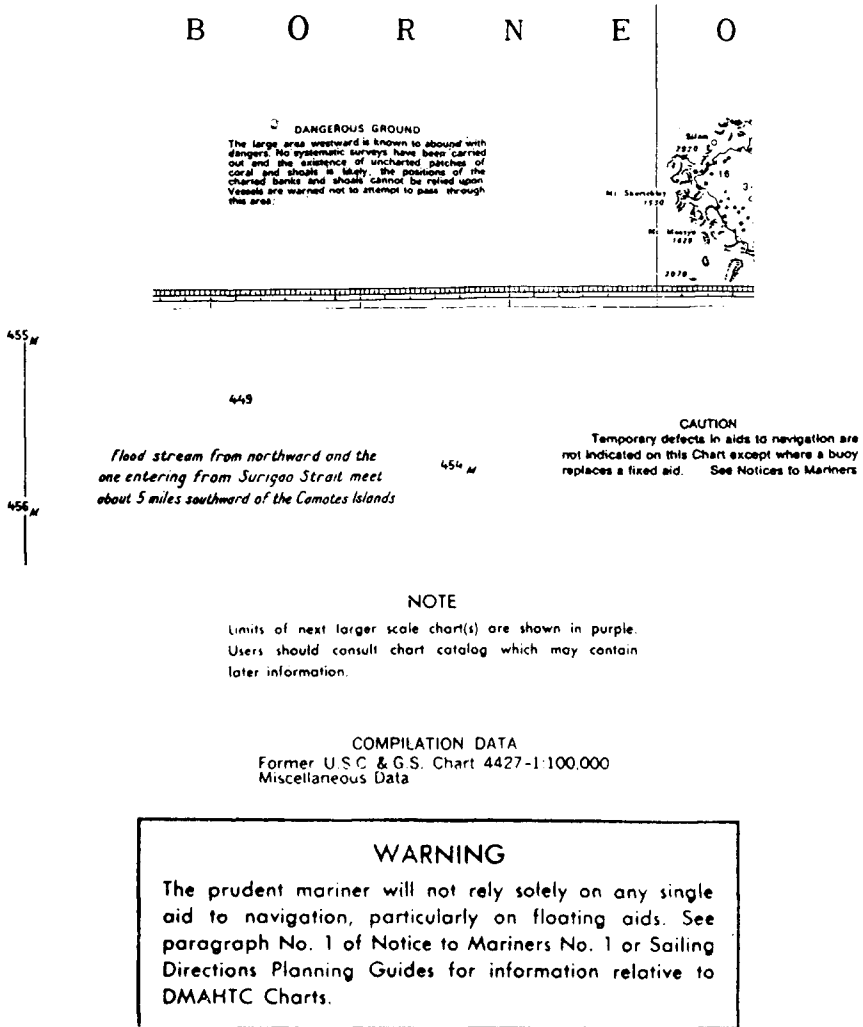 B O R N E O
DANGEROUS GROUND
The large area westward is known to abound with
dangers. No systematic surveys have been carried
out and the existence of uncharted patches of
coral and shoals is likely, the positions of the
charted banks and shoals cannot be relied upon
Vessels are warned not to attempt to pass through
this area.
2020
16
3
Mt.
1530
Mt.
1028
2070
455 M
449
Flood stream from northward and the
one entering from Surigao Strait meet
about 5 miles southward of the Camotes Islands
454 M
CAUTION
Temporary defects in aids to navigation are
not indicated on this Chart except where a buoy
replaces a fixed aid. See Notices to Mariners
456 M
NOTE
Limits of next larger scale chart(s) are shown in purple.
Users should consult chart catalog which may contain
later information.
COMPILATION DATA
Former U.S.C. & G.S. Chart 4427-1:100,000
Miscellaneous Data
WARNING
The prudent mariner will not rely solely on any single
aid to navigation, particularly on floating aids. See
paragraph No. 1 of Notice to Mariners No. 1 or Sailing
Directions Planning Guides for information relative to
DMAHTC Charts.